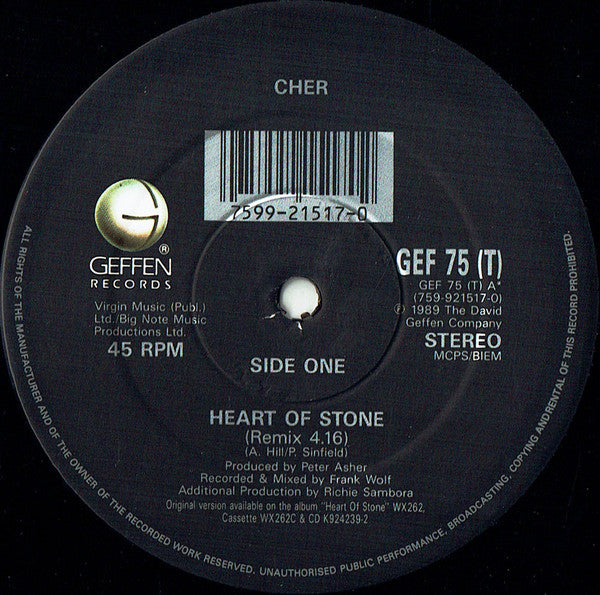 CHER
7599-21517-0
G
®
GEFFEN
RECORDS
Virgin Music (Publ.)
Ltd./Big Note Music
Productions Ltd.
45 RPM
GEF 75 (T)
GEF 75 (T) A*
(759-921517-0)
℗ 1989 The David
Geffen Company
STEREO
MCPS/BIEM
SIDE ONE
HEART OF STONE
(Remix 4.16)
(A. Hill/P. Sinfield)
Produced by Peter Asher
Recorded & Mixed by Frank Wolf
Additional Production by Richie Sambora
Original version available on the album "Heart Of Stone" WX262,
Cassette WX262C & CD K924239-2
ALL RIGHTS OF THE MANUFACTURER AND OF THE OWNER OF THE RECORDED WORK RESERVED. UNAUTHORISED PUBLIC PERFORMANCE, BROADCASTING, COPYING AND RENTAL OF THIS RECORD PROHIBITED.